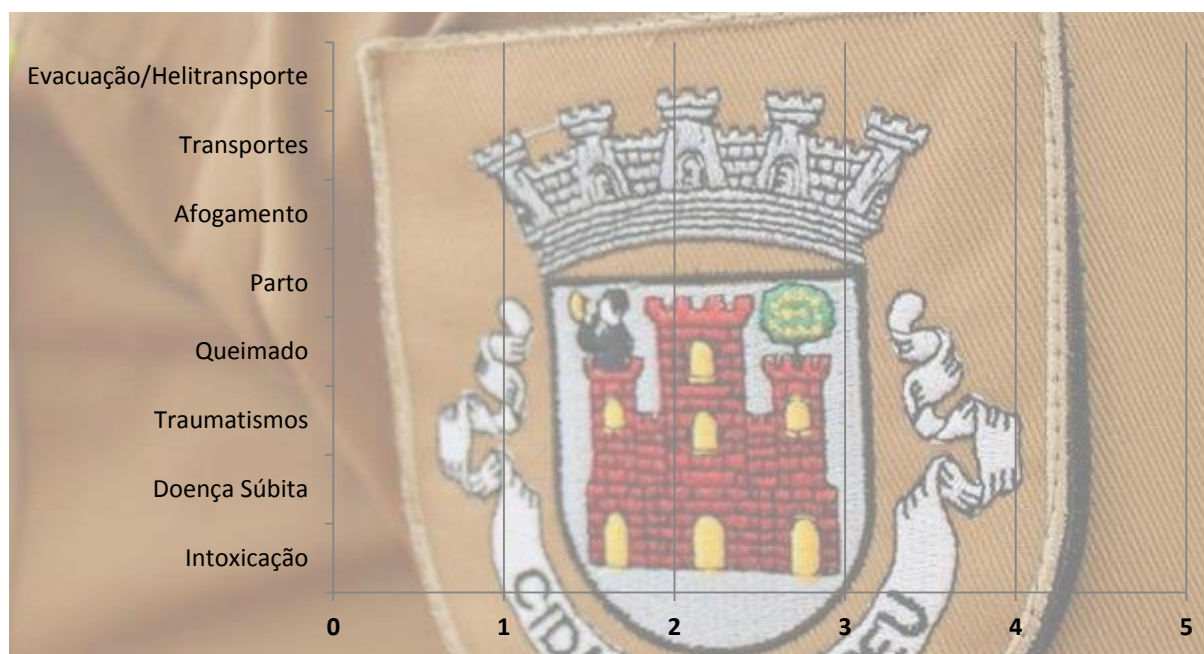 Evacuação/Helitransporte
Transportes
Afogamento
Parto
Queimado
Traumatismos
Doença Súbita
Intoxicação
0 1 2 3 4 5